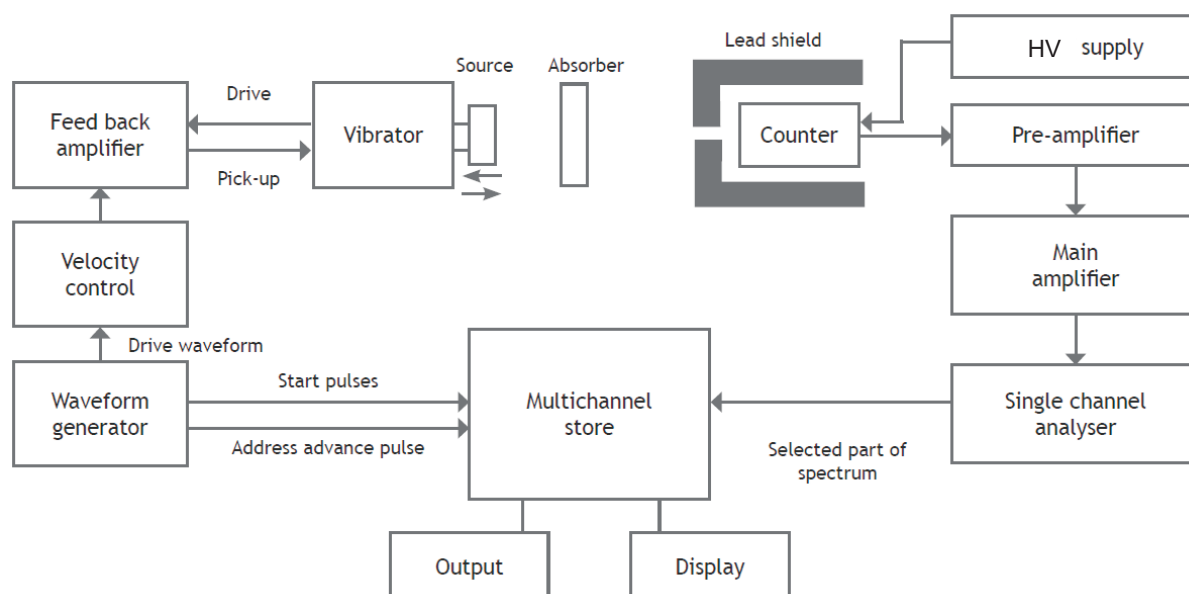 Lead shield
HV supply
Source
Absorber
Drive
Feed back
amplifier
Vibrator
Counter
Pre-amplifier
Pick-up
Velocity
control
Main
amplifier
Drive waveform
Waveform
generator
Start pulses
Address advance pulse
Multichannel
store
Single channel
analyser
Selected part of
spectrum
Output
Display